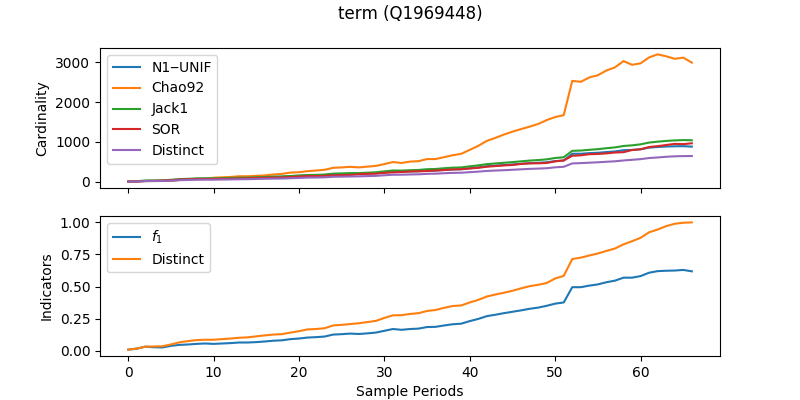 term (Q1969448)
Cardinality
3000
2000
1000
0
N1−UNIF
Chao92
Jack1
SOR
Distinct
Indicators
1.00
0.75
0.50
0.25
0.00
f1
Distinct
0 10 20 30 40 50 60
Sample Periods